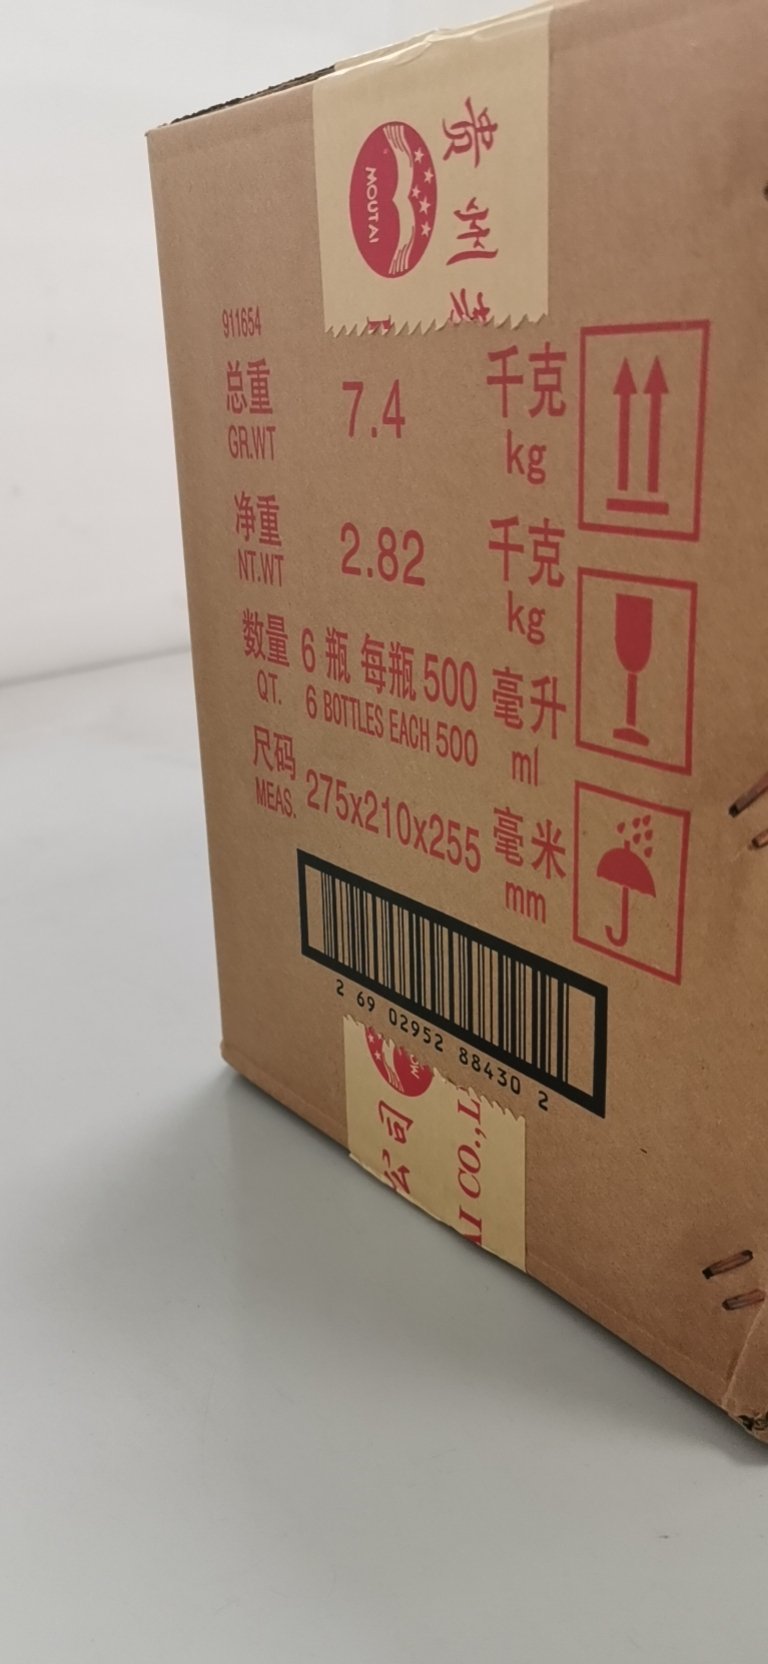 MOUTAI
贵州
911654
总重 7.4 千克
GR.WT kg
净重 2.82 千克
NT.WT kg
数量 6 瓶 每瓶 500 毫升
QT. 6 BOTTLES EACH 500 ml
尺码 275x210x255 毫米
MEAS. mm
2 69 02952 88430 2
公司
CO.,L